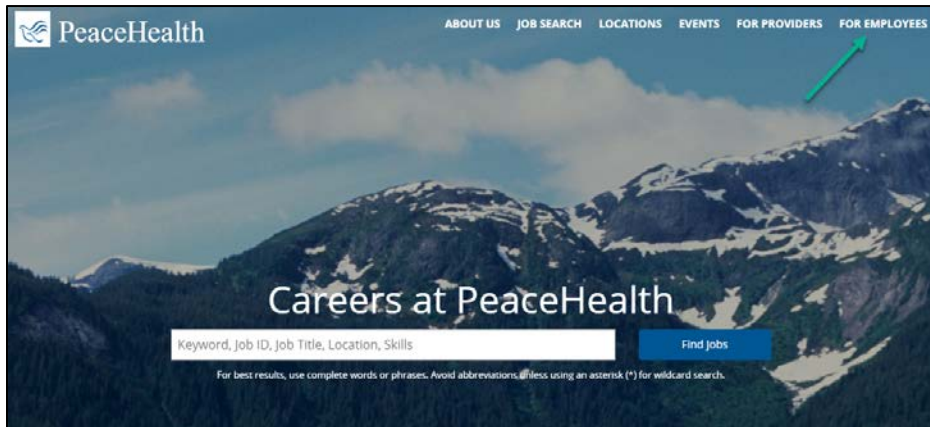 PeaceHealth
ABOUT US JOB SEARCH LOCATIONS EVENTS FOR PROVIDERS FOR EMPLOYEES
Careers at PeaceHealth
Keyword, Job ID, Job Title, Location, Skills
Find Jobs
For best results, use complete words or phrases. Avoid abbreviations unless using an asterisk (*) for wildcard search.